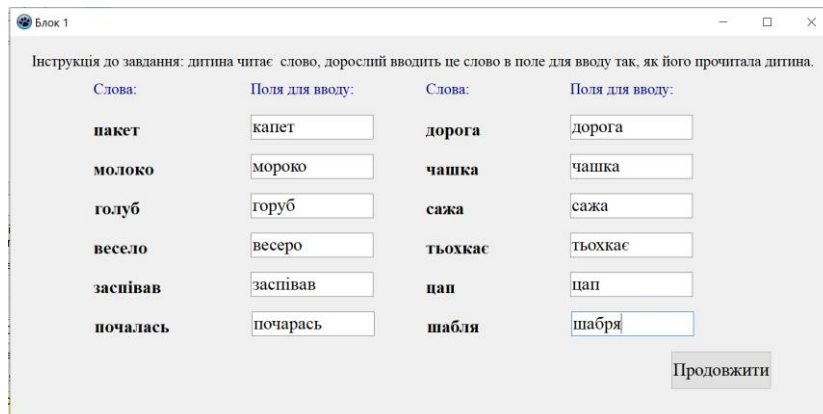 Блок 1
Інструкція до завдання: дитина читає слово, дорослий вводить це слово в поле для вводу так, як його прочитала дитина.
Слова: Поля для вводу: Слова: Поля для вводу:
пакет капет дорога дорога
молоко мороко чашка чашка
голуб горуб сажа сажа
весело весеро тьохкає тьохкає
заспівав заспівав цап цап
почалась почарась шабля шабря
Продовжити